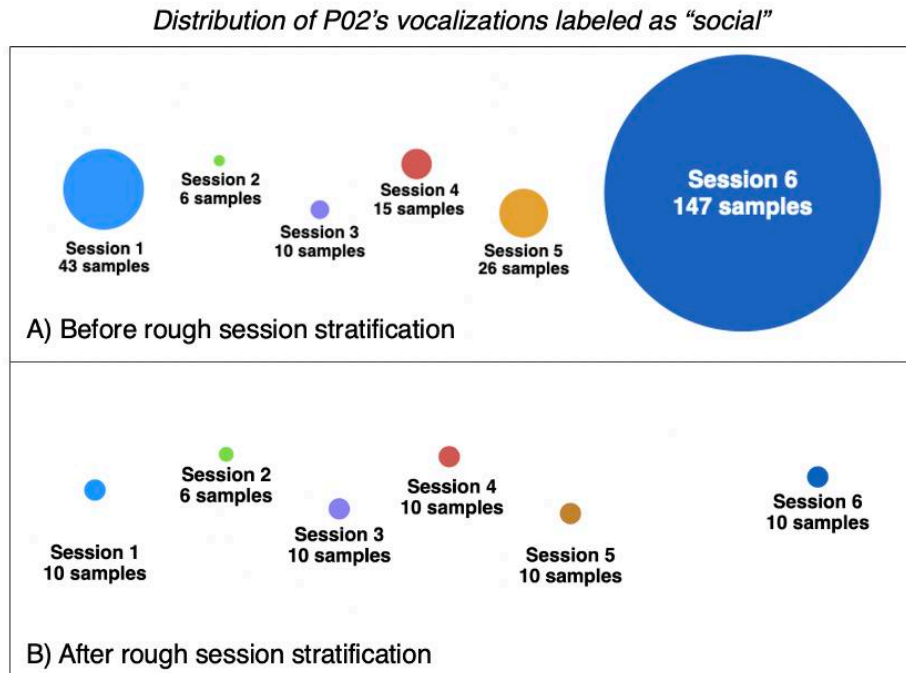 Distribution of P02's vocalizations labeled as “social”
Session 1
43 samples
Session 2
6 samples
Session 3
10 samples
Session 4
15 samples
Session 5
26 samples
Session 6
147 samples
A) Before rough session stratification
Session 1
10 samples
Session 2
6 samples
Session 3
10 samples
Session 4
10 samples
Session 5
10 samples
Session 6
10 samples
B) After rough session stratification